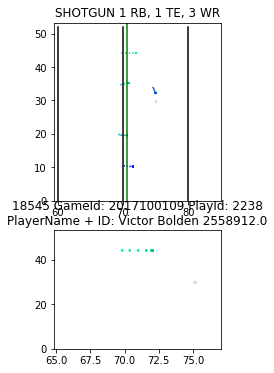 SHOTGUN 1 RB, 1 TE, 3 WR
50
40
30
20
10
0
60 70 80
18545 GameId: 2017100109 PlayId: 2238
PlayerName + ID: Victor Bolden 2558912.0
40
20
0
65.0 67.5 70.0 72.5 75.0